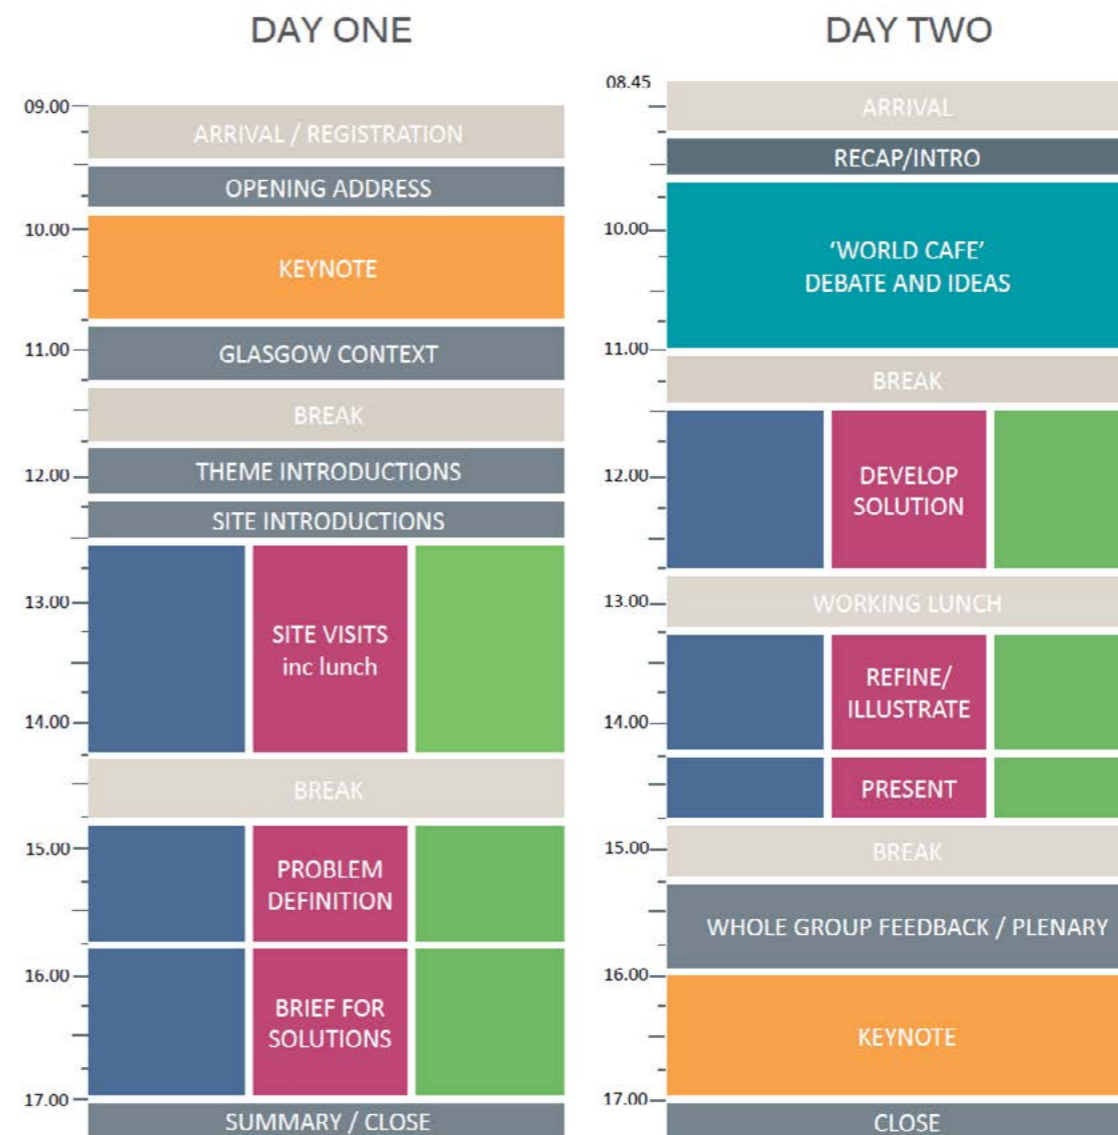 DAY ONE
09.00
ARRIVAL / REGISTRATION
OPENING ADDRESS
10.00
KEYNOTE
11.00
GLASGOW CONTEXT
BREAK
THEME INTRODUCTIONS
12.00
SITE INTRODUCTIONS
13.00
SITE VISITS
inc lunch
14.00
BREAK
15.00
PROBLEM
DEFINITION
16.00
BRIEF FOR
SOLUTIONS
17.00
SUMMARY / CLOSE
DAY TWO
08.45
ARRIVAL
RECAP/INTRO
10.00
‘WORLD CAFE’
DEBATE AND IDEAS
11.00
BREAK
12.00
DEVELOP
SOLUTION
13.00
WORKING LUNCH
REFINE/
ILLUSTRATE
14.00
PRESENT
15.00
BREAK
WHOLE GROUP FEEDBACK / PLENARY
16.00
KEYNOTE
17.00
CLOSE